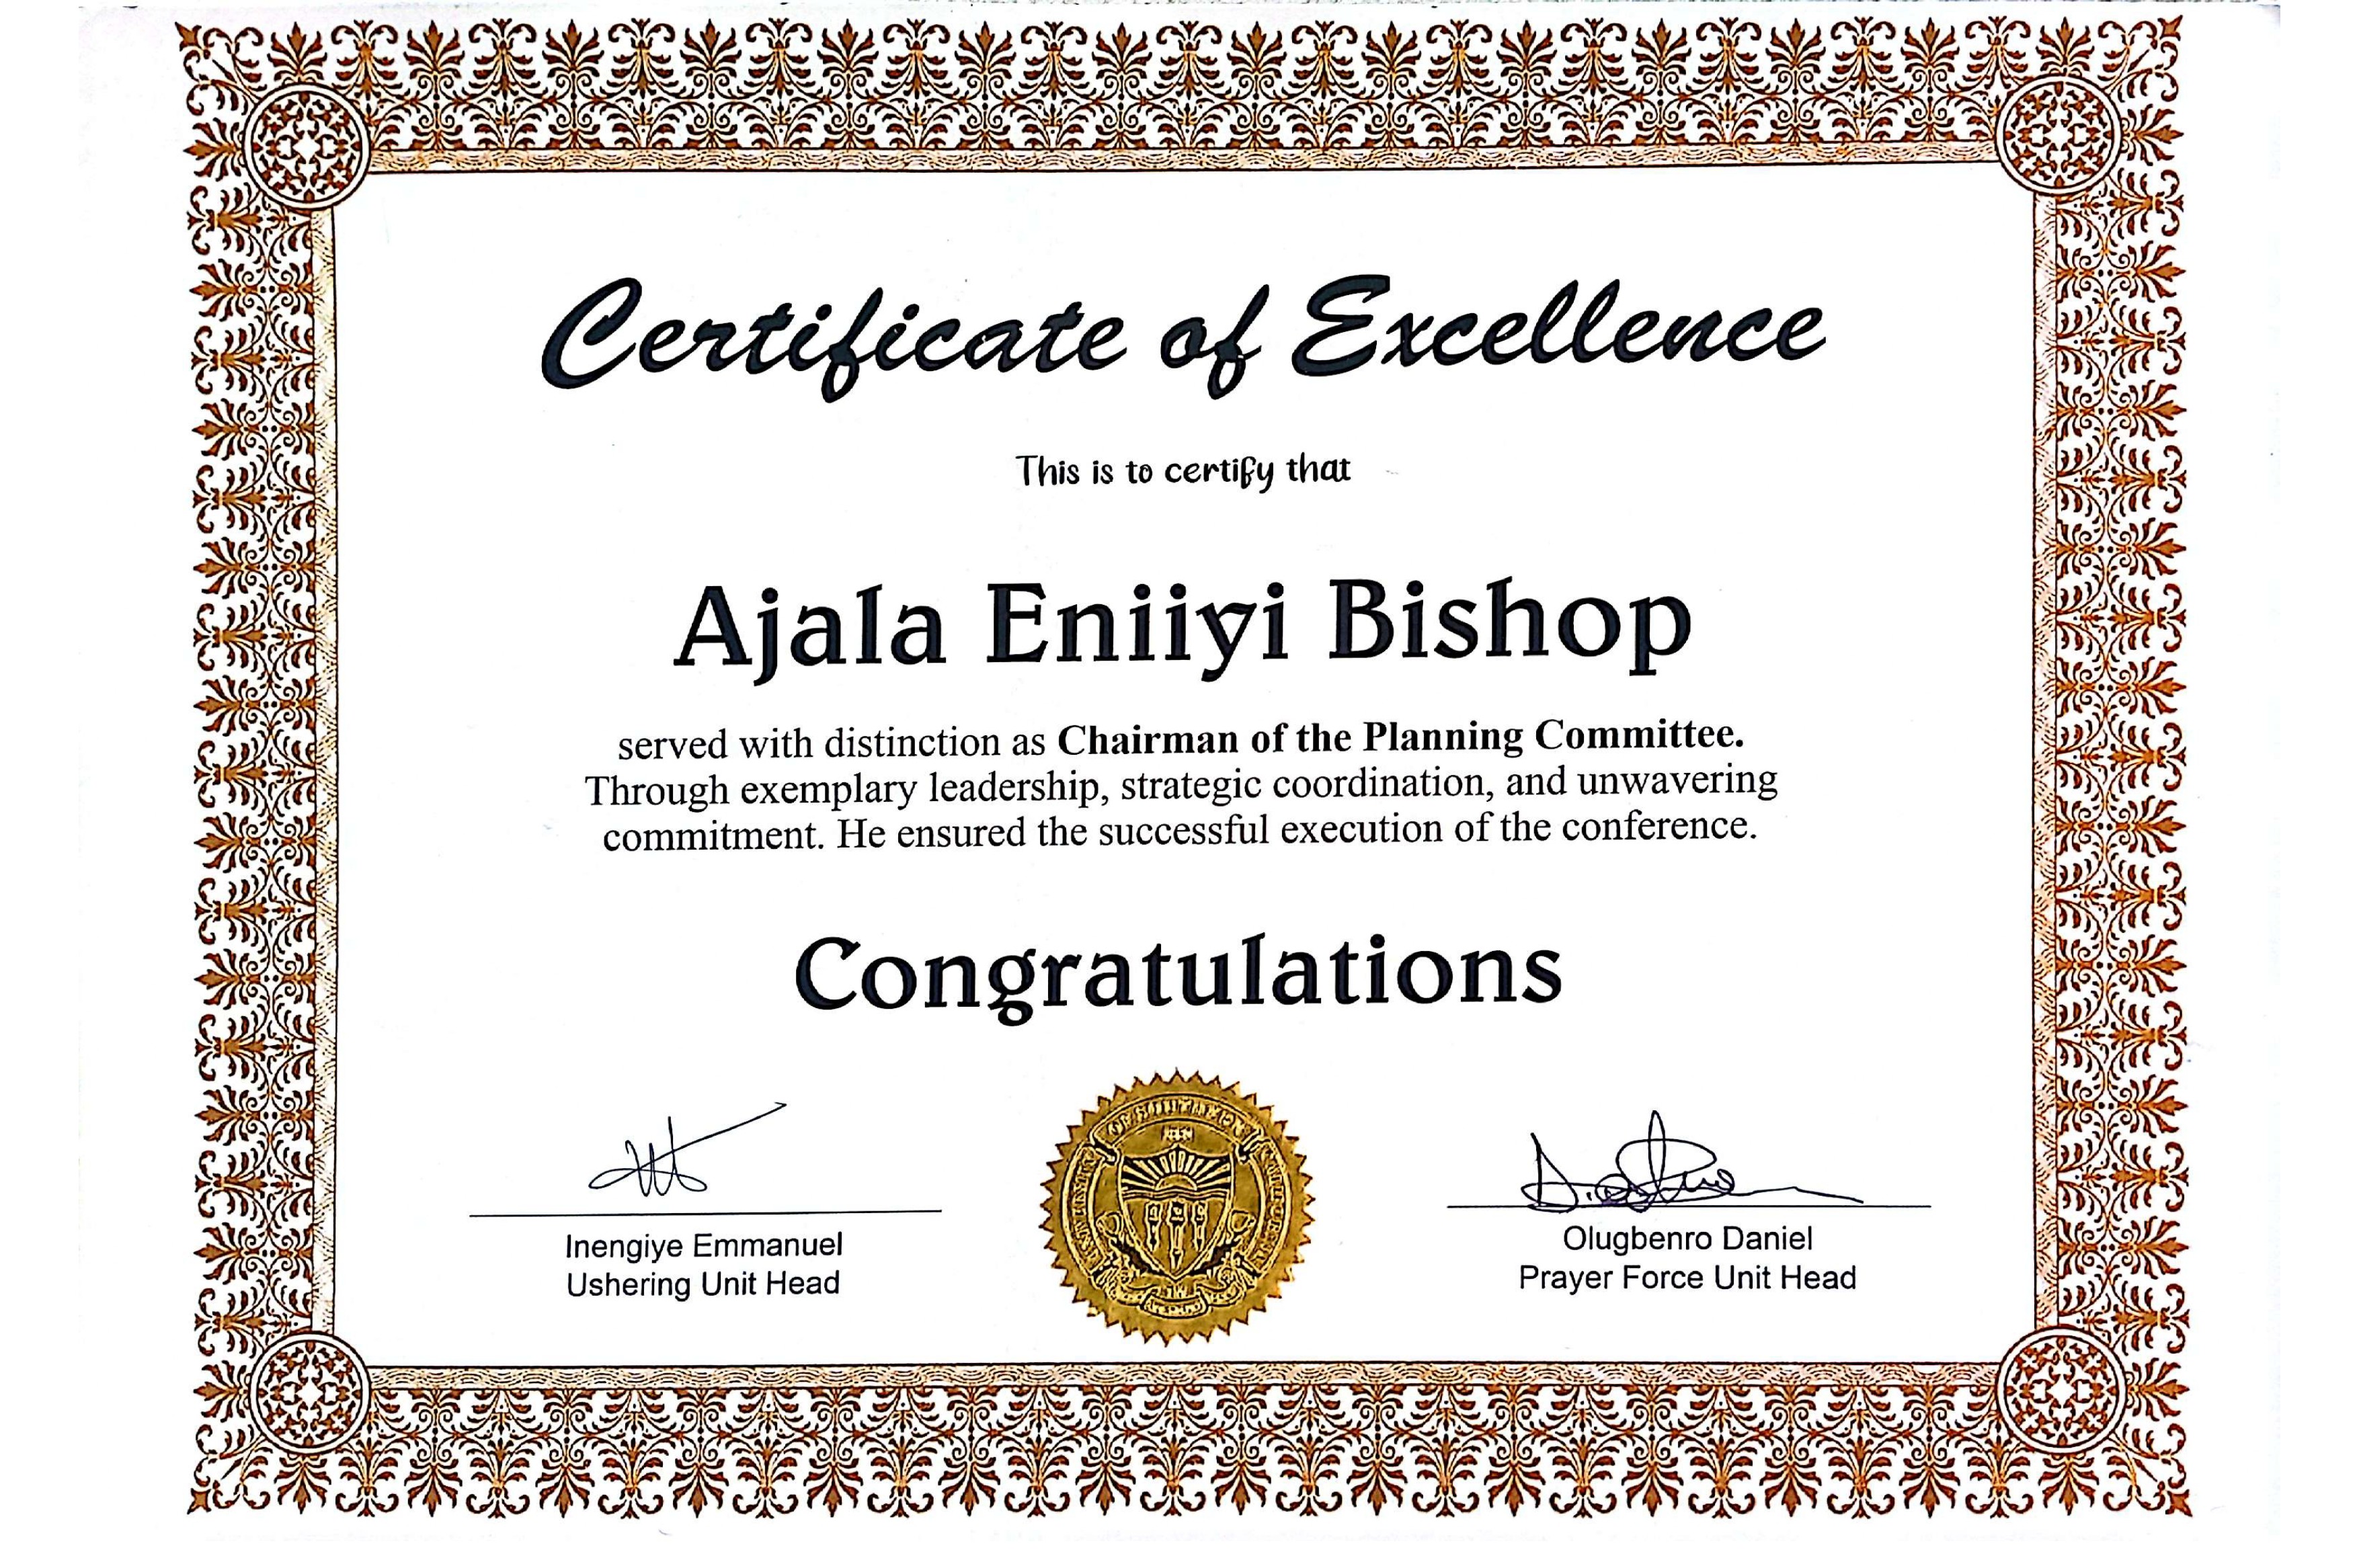 Certificate of Excellence
This is to certify that
Ajala Eniiyi Bishop
served with distinction as Chairman of the Planning Committee.
Through exemplary leadership, strategic coordination, and unwavering
commitment. He ensured the successful execution of the conference.
Congratulations
Inengiye Emmanuel
Ushering Unit Head
Olugbenro Daniel
Prayer Force Unit Head